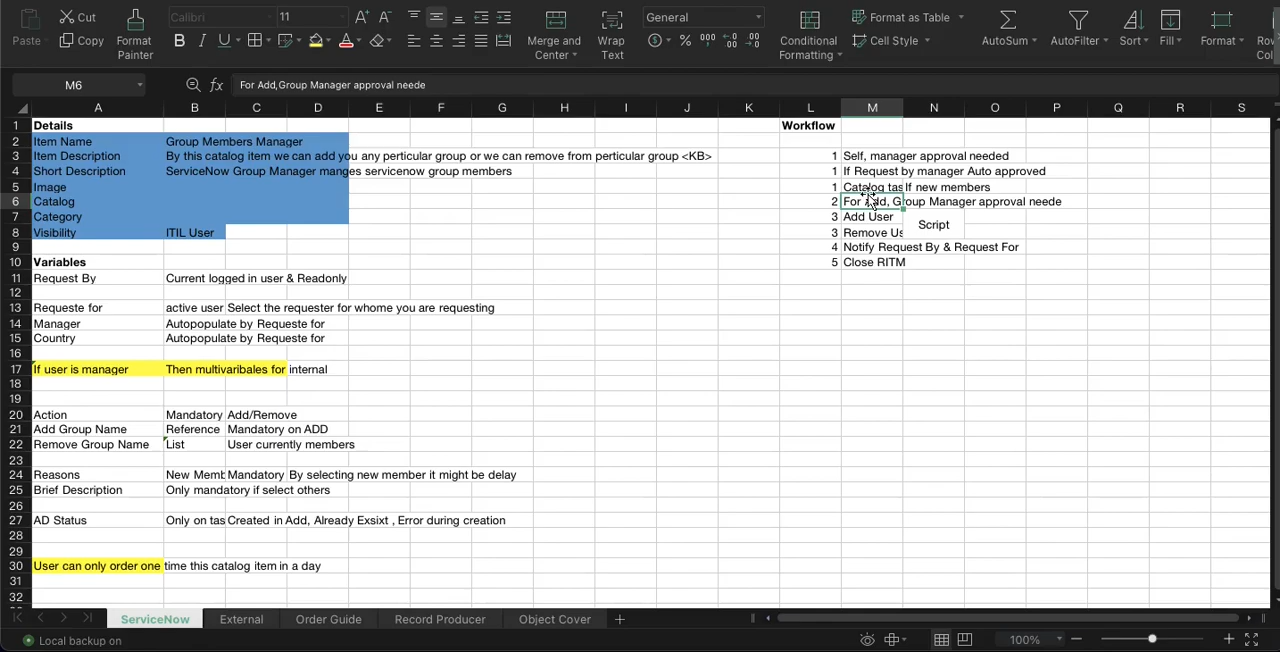 Cut
Calibri
11
General
Format as Table
Paste
Copy
Format Painter
Merge and Center
Wrap Text
Conditional Formatting
Cell Style
AutoSum
AutoFilter
Sort
Fill
Format
M6
fx
For Add,Group Manager approval neede
A B C D E F G H I J K L M N O P Q R S
1 Details Workflow
2 Item Name Group Members Manager
3 Item Description By this catalog item we can add you any perticular group or we can remove from perticular group <KB> 1 Self, manager approval needed
4 Short Description ServiceNow Group Manager manges servicenow group members 1 If Request by manager Auto approved
5 Image 1 Catalog tas If new members
6 Catalog 2 For Add, Group Manager approval neede
7 Category 3 Add User
Script
8 Visibility ITIL User 3 Remove Us
9 4 Notify Request By & Request For
10 Variables 5 Close RITM
11 Request By Current logged in user & Readonly
12
13 Requeste for active user Select the requester for whome you are requesting
14 Manager Autopopulate by Requeste for
15 Country Autopopulate by Requeste for
16
17 If user is manager Then multivaribales for internal
18
19
20 Action Mandatory Add/Remove
21 Add Group Name Reference Mandatory on ADD
22 Remove Group Name List User currently members
23
24 Reasons New Memb Mandatory By selecting new member it might be delay
25 Brief Description Only mandatory if select others
26
27 AD Status Only on tas Created in Add, Already Exsixt , Error during creation
28
29
30 User can only order one time this catalog item in a day
31
32
ServiceNow External Order Guide Record Producer Object Cover
Local backup on
100%